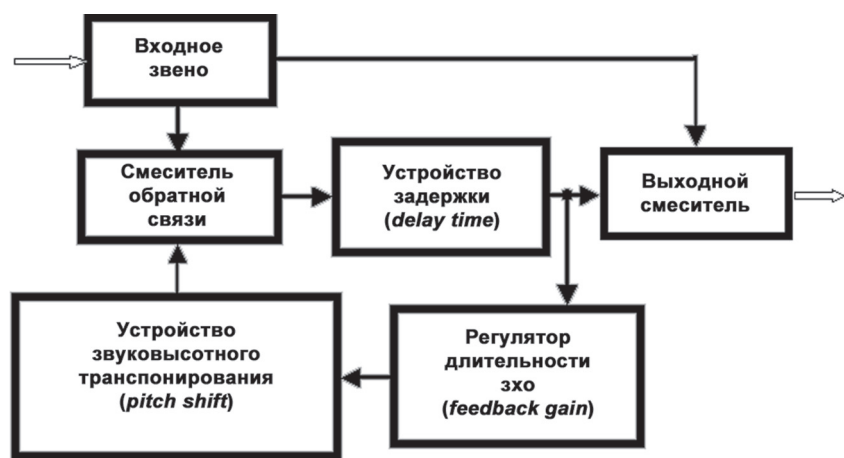 Входное
звено
Смеситель
обратной
связи
Устройство
задержки
(delay time)
Выходной
смеситель
Устройство
звуковысотного
транспонирования
(pitch shift)
Регулятор
длительности
зхо
(feedback gain)